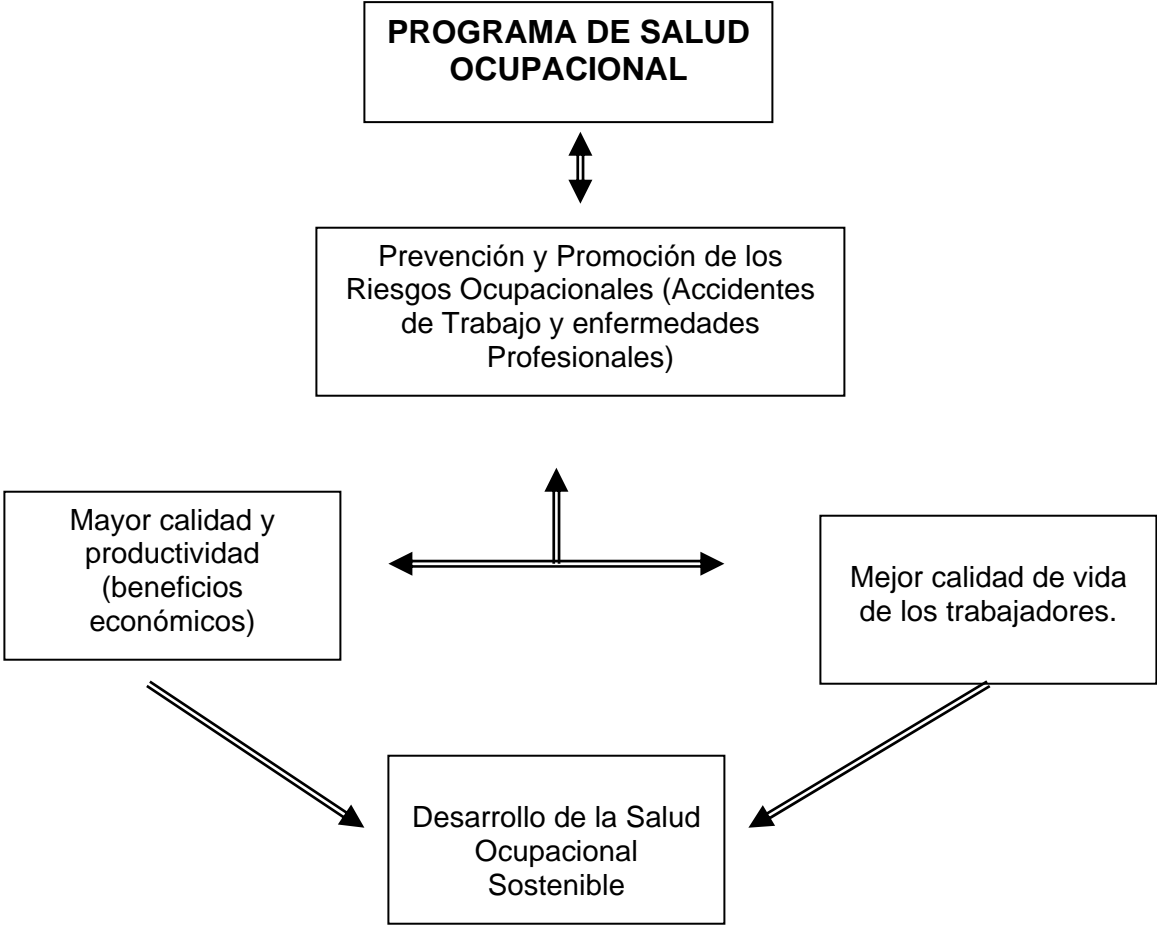 PROGRAMA DE SALUD
OCUPACIONAL
Prevención y Promoción de los
Riesgos Ocupacionales (Accidentes
de Trabajo y enfermedades
Profesionales)
Mayor calidad y
productividad
(beneficios
económicos)
Mejor calidad de vida
de los trabajadores.
Desarrollo de la Salud
Ocupacional
Sostenible